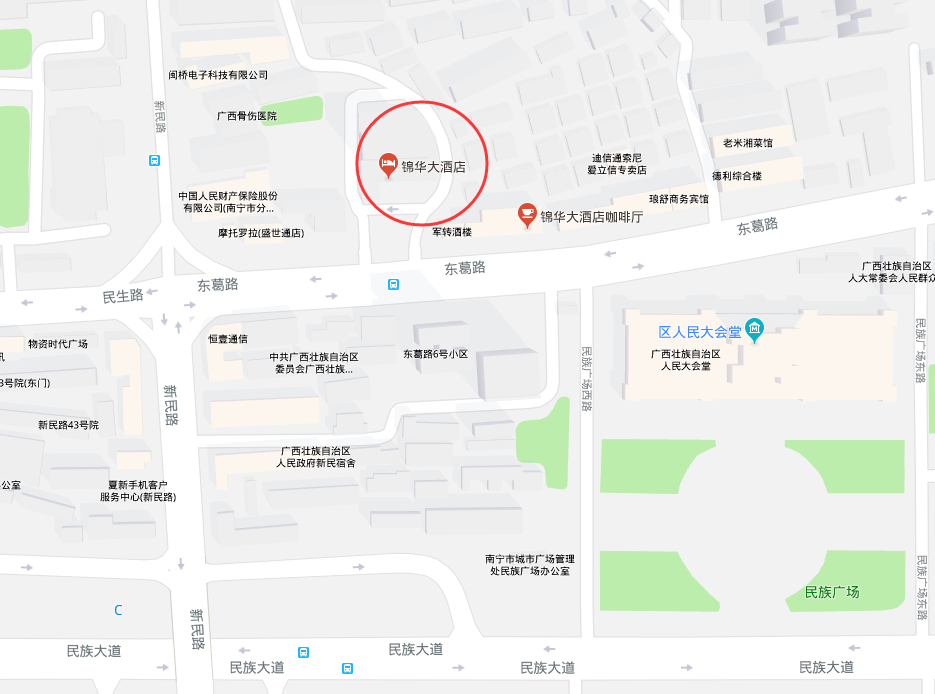 闽桥电子科技有限公司
新民路
广西骨伤医院
老米湘菜馆
迪信通索尼
爱立信专卖店
锦华大酒店
德利综合楼
中国人民财产保险股份
有限公司(南宁市分...
琅舒商务宾馆
锦华大酒店咖啡厅
摩托罗拉(盛世通店)
军转酒楼
东葛路
东葛路
广西壮族自治区
人大常委会人民群众
东葛路
民生路
区人民大会堂
恒壹通信
物资时代广场
中共广西壮族自治区
委员会广西壮族...
东葛路6号小区
广西壮族自治区
人民大会堂
民族广场东路
民族广场西路
讯
3号院(东门)
新民路
新民路43号院
广西壮族自治区
人民政府新民宿舍
公室
夏新手机客户
服务中心(新民路)
南宁市城市广场管理
处民族广场办公室
民族广场东路
民族广场
C
新民路
民族大道
民族大道
民族大道
民族大道
民族大道